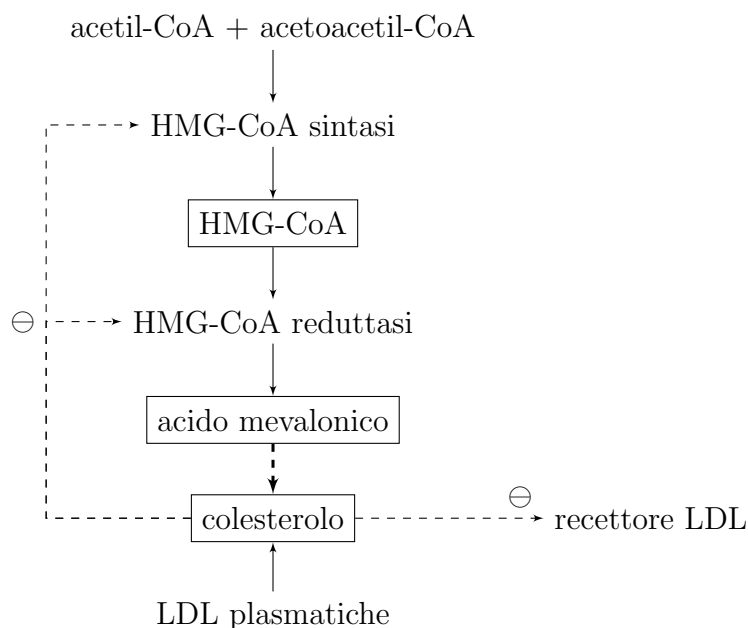 acetil-CoA + acetoacetil-CoA
HMG-CoA sintasi
HMG-CoA
⊖
HMG-CoA reduttasi
acido mevalonico
⊖
colesterolo
recettore LDL
LDL plasmatiche